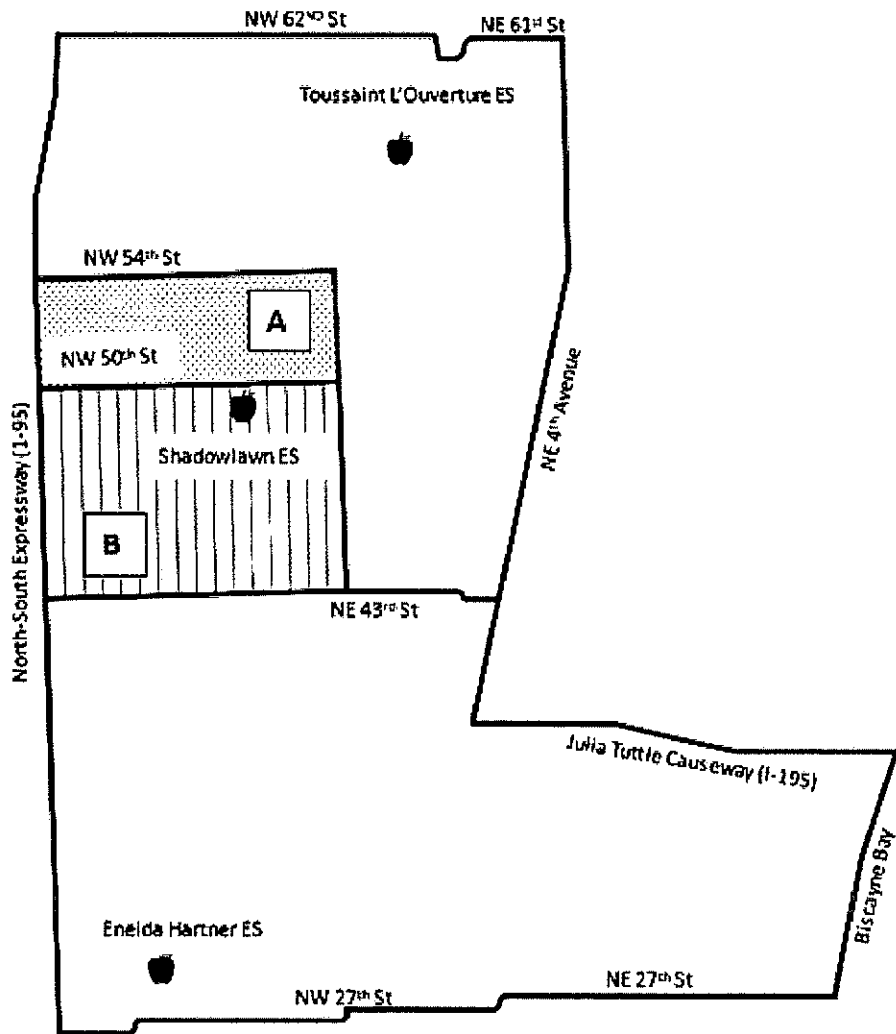 NW 62ND St
NE 61st St
Toussaint L'Ouverture ES
NW 54th St
A
NW 50th St
Shadowlawn ES
B
North-South Expressway (1-95)
NE 4th Avenue
NE 43rd St
Julia Tuttle Causeway (I-195)
Biscayne Bay
Eneida Hartner ES
NE 27th St
NW 27th St